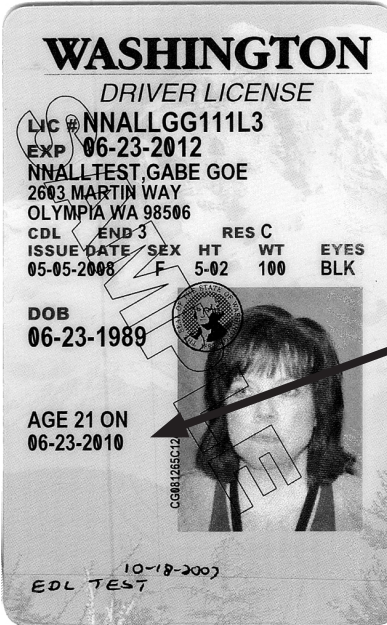 WASHINGTON
DRIVER LICENSE
LIC # NNALLGG111L3
EXP 06-23-2012
NNALLTEST,GABE GOE
2603 MARTIN WAY
OLYMPIA WA 98506
CDL END 3 RES C
ISSUE DATE SEX HT WT EYES
05-05-2008 F 5-02 100 BLK
DOB
06-23-1989
AGE 21 ON
06-23-2010
SAMPLE
CG081265C12
10-18-2007
EDL TEST